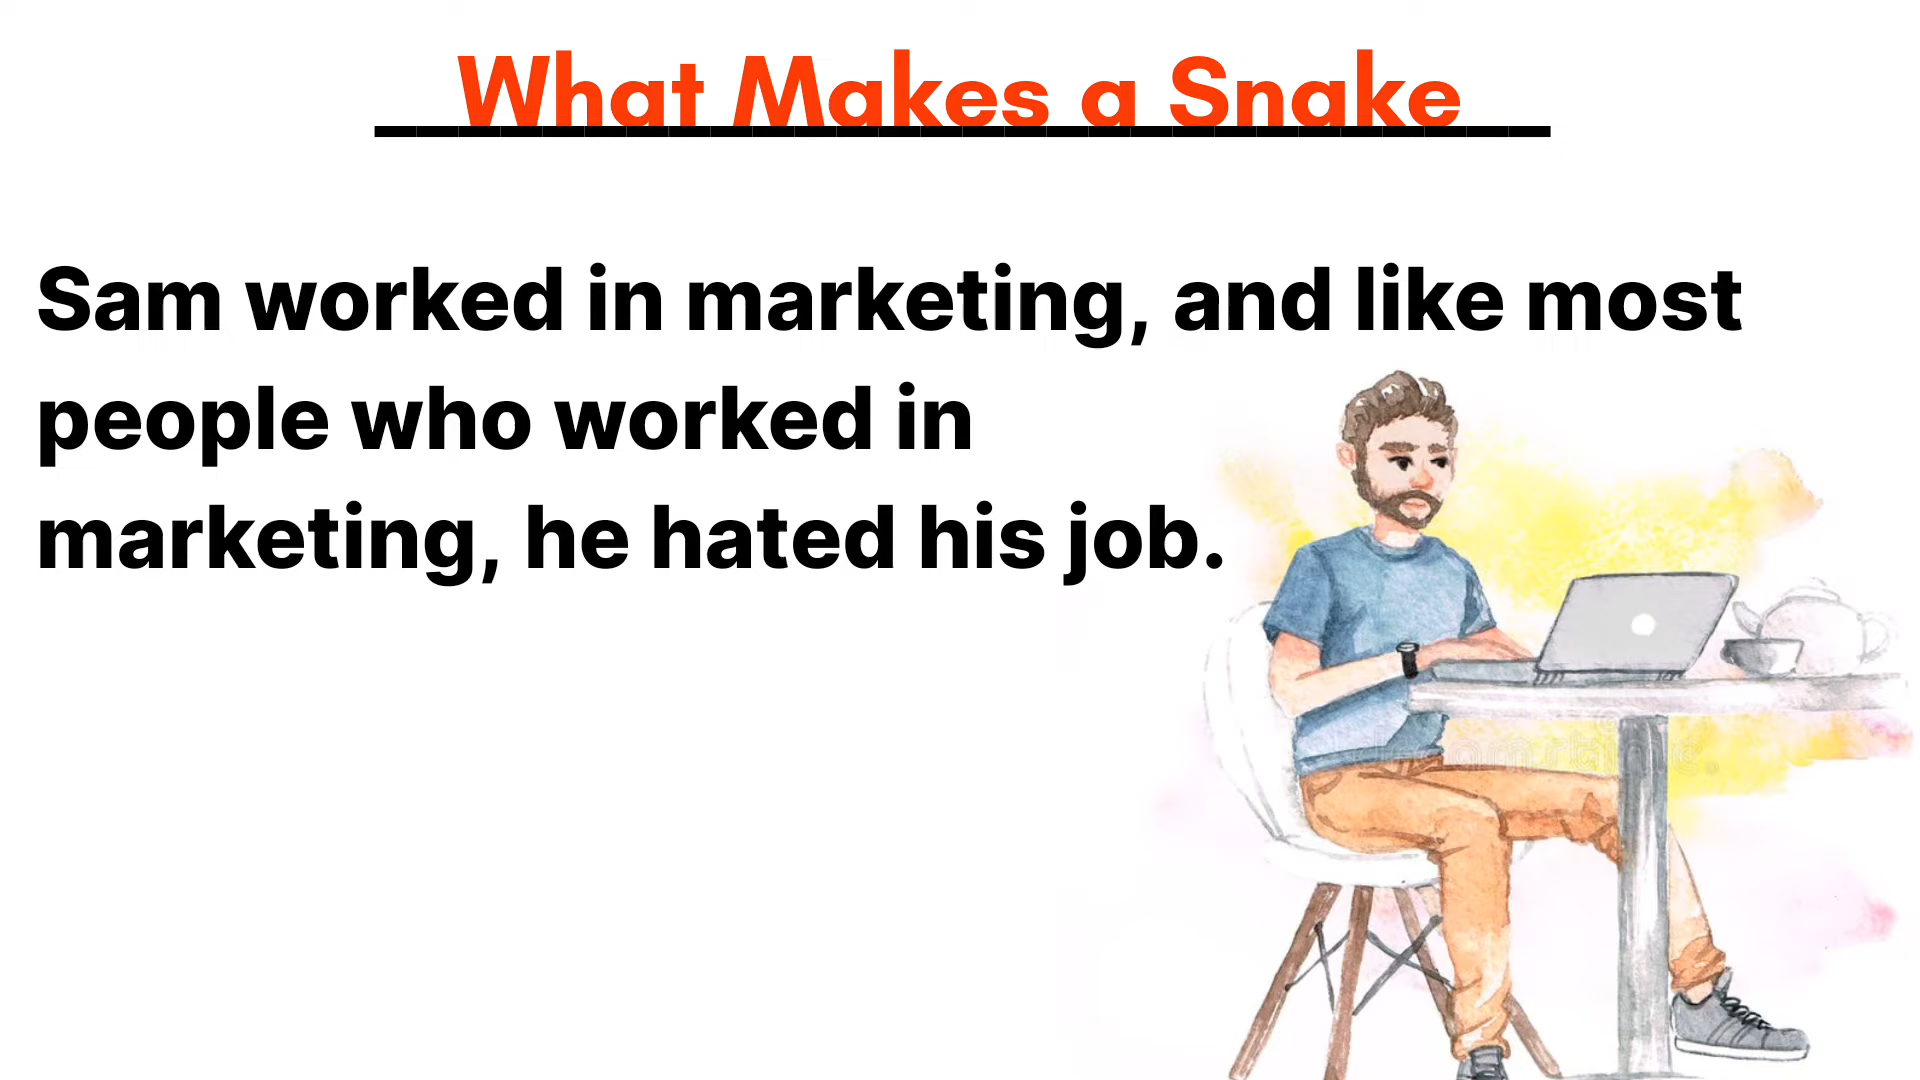 What Makes a Snake
Sam worked in marketing, and like most
people who worked in
marketing, he hated his job.